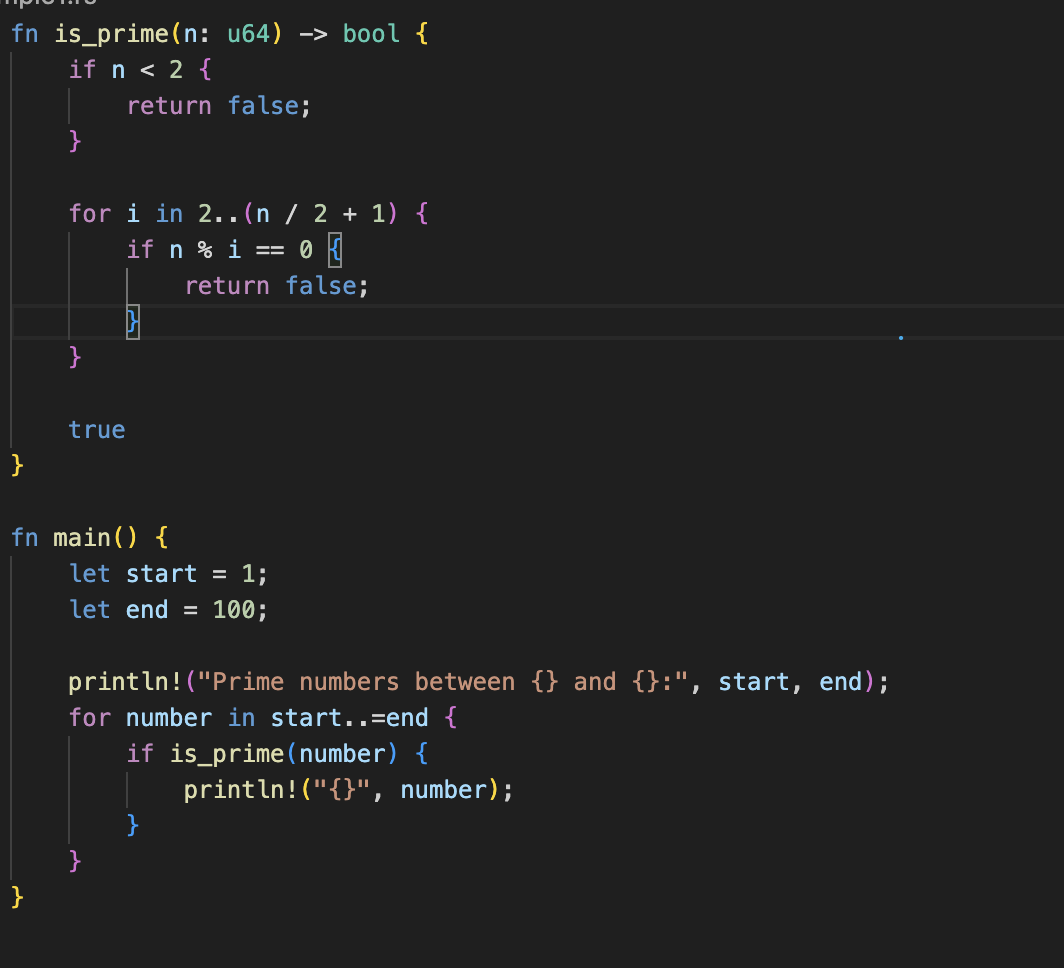 fn is_prime(n: u64) -> bool {
    if n < 2 {
        return false;
    }

    for i in 2..(n / 2 + 1) {
        if n % i == 0 {
            return false;
        }
    }

    true
}

fn main() {
    let start = 1;
    let end = 100;

    println!("Prime numbers between {} and {}:", start, end);
    for number in start..=end {
        if is_prime(number) {
            println!("{}", number);
        }
    }
}